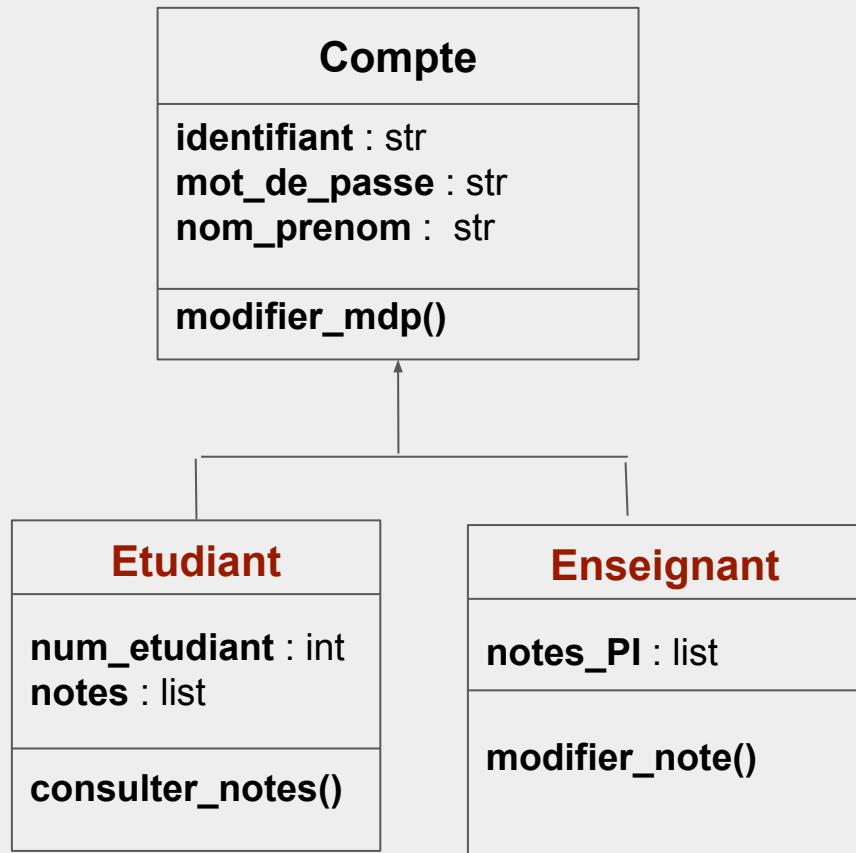 Compte
identifiant : str
mot_de_passe : str
nom_prenom :  str
modifier_mdp()
Etudiant
num_etudiant : int
notes : list
consulter_notes()
Enseignant
notes_PI : list
modifier_note()